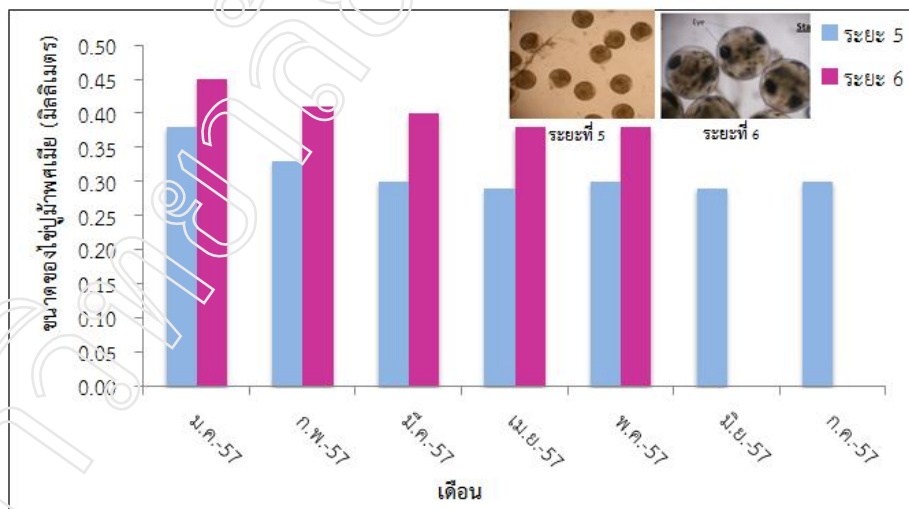 ขนาดของไข่ปูม้าเพศเมีย (มิลลิเมตร)
0.50
0.45
0.40
0.35
0.30
0.25
0.20
0.15
0.10
0.05
0.00
ม.ค.-57
ก.พ.-57
มี.ค.-57
เม.ย.-57
พ.ค.-57
มิ.ย.-57
ก.ค.-57
เดือน
Eye
Sta
ระยะที่ 5
ระยะที่ 6
ระยะ 5
ระยะ 6